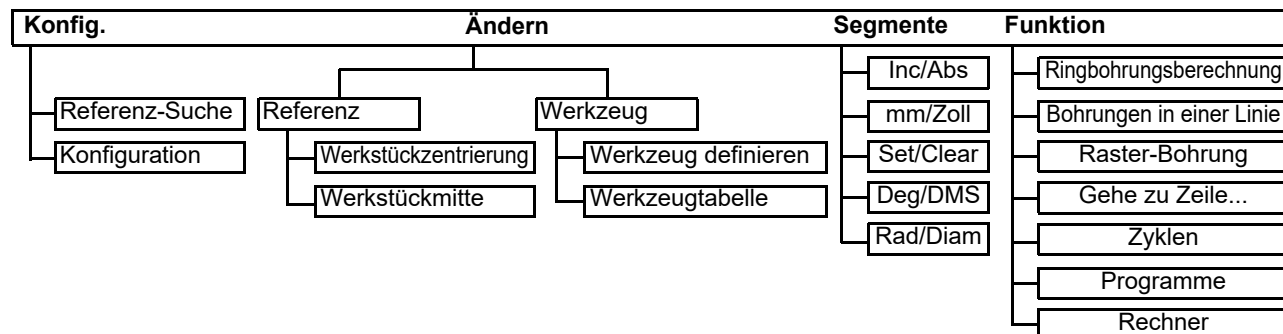 Konfig.
Ändern
Segmente
Funktion
Referenz-Suche
Konfiguration
Referenz
Werkstückzentrierung
Werkstückmitte
Werkzeug
Werkzeug definieren
Werkzeugtabelle
Inc/Abs
mm/Zoll
Set/Clear
Deg/DMS
Rad/Diam
Ringbohrungsberechnung
Bohrungen in einer Linie
Raster-Bohrung
Gehe zu Zeile...
Zyklen
Programme
Rechner